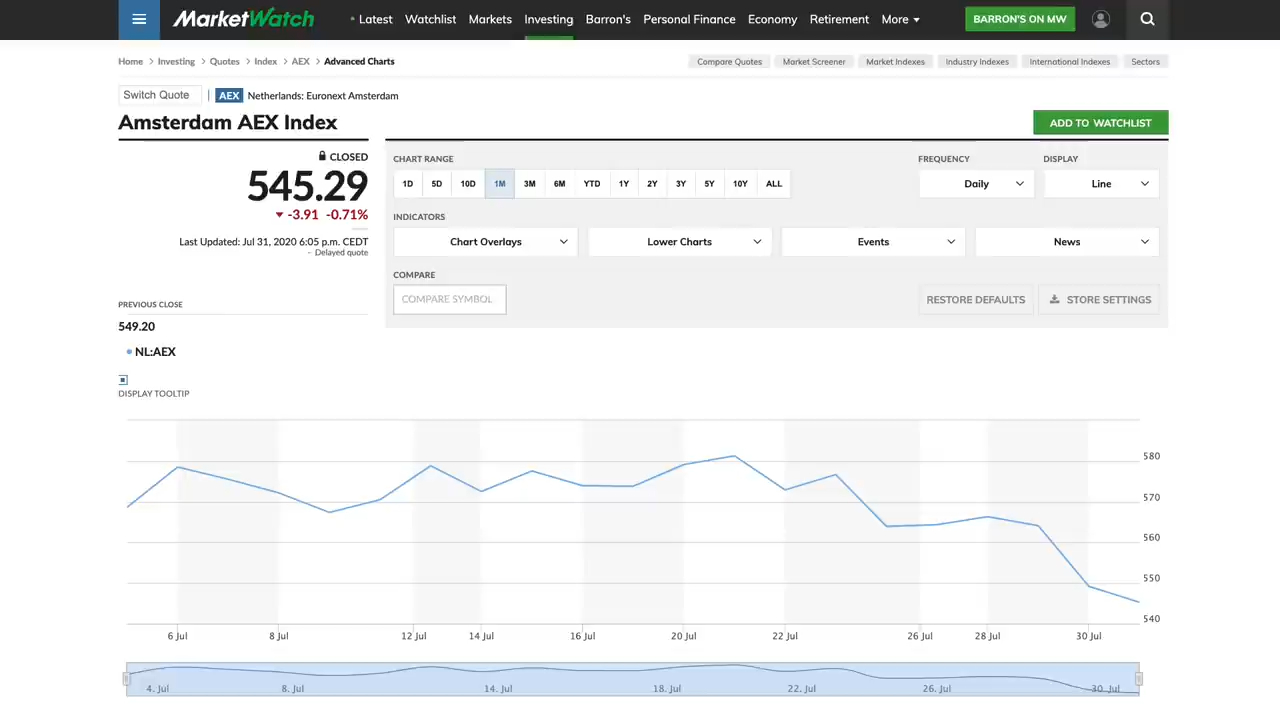 MarketWatch
Latest Watchlist Markets Investing Barron's Personal Finance Economy Retirement More
BARRON'S ON MW
Home > Investing > Quotes > Index > AEX > Advanced Charts
Compare Quotes Market Screener Market Indexes Industry Indexes International Indexes Sectors
Switch Quote | AEX Netherlands: Euronext Amsterdam
Amsterdam AEX Index
ADD TO WATCHLIST
CLOSED
545.29
-3.91 -0.71%
Last Updated: Jul 31, 2020 6:05 p.m. CEDT
- Delayed quote
PREVIOUS CLOSE
549.20
CHART RANGE
1D 5D 10D 1M 3M 6M YTD 1Y 2Y 3Y 5Y 10Y ALL
FREQUENCY
Daily
DISPLAY
Line
INDICATORS
Chart Overlays Lower Charts Events News
COMPARE
COMPARE SYMBOL
RESTORE DEFAULTS STORE SETTINGS
NL:AEX
DISPLAY TOOLTIP
580
570
560
550
540
6 Jul 8 Jul 12 Jul 14 Jul 16 Jul 20 Jul 22 Jul 26 Jul 28 Jul 30 Jul
4. Jul 8. Jul 14. Jul 18. Jul 22. Jul 26. Jul 30. Jul